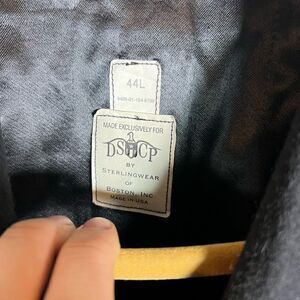 44L
MADE EXCLUSIVELY FOR
DSCP
BY
STERLINGWEAR
OF
BOSTON, INC
MADE IN USA